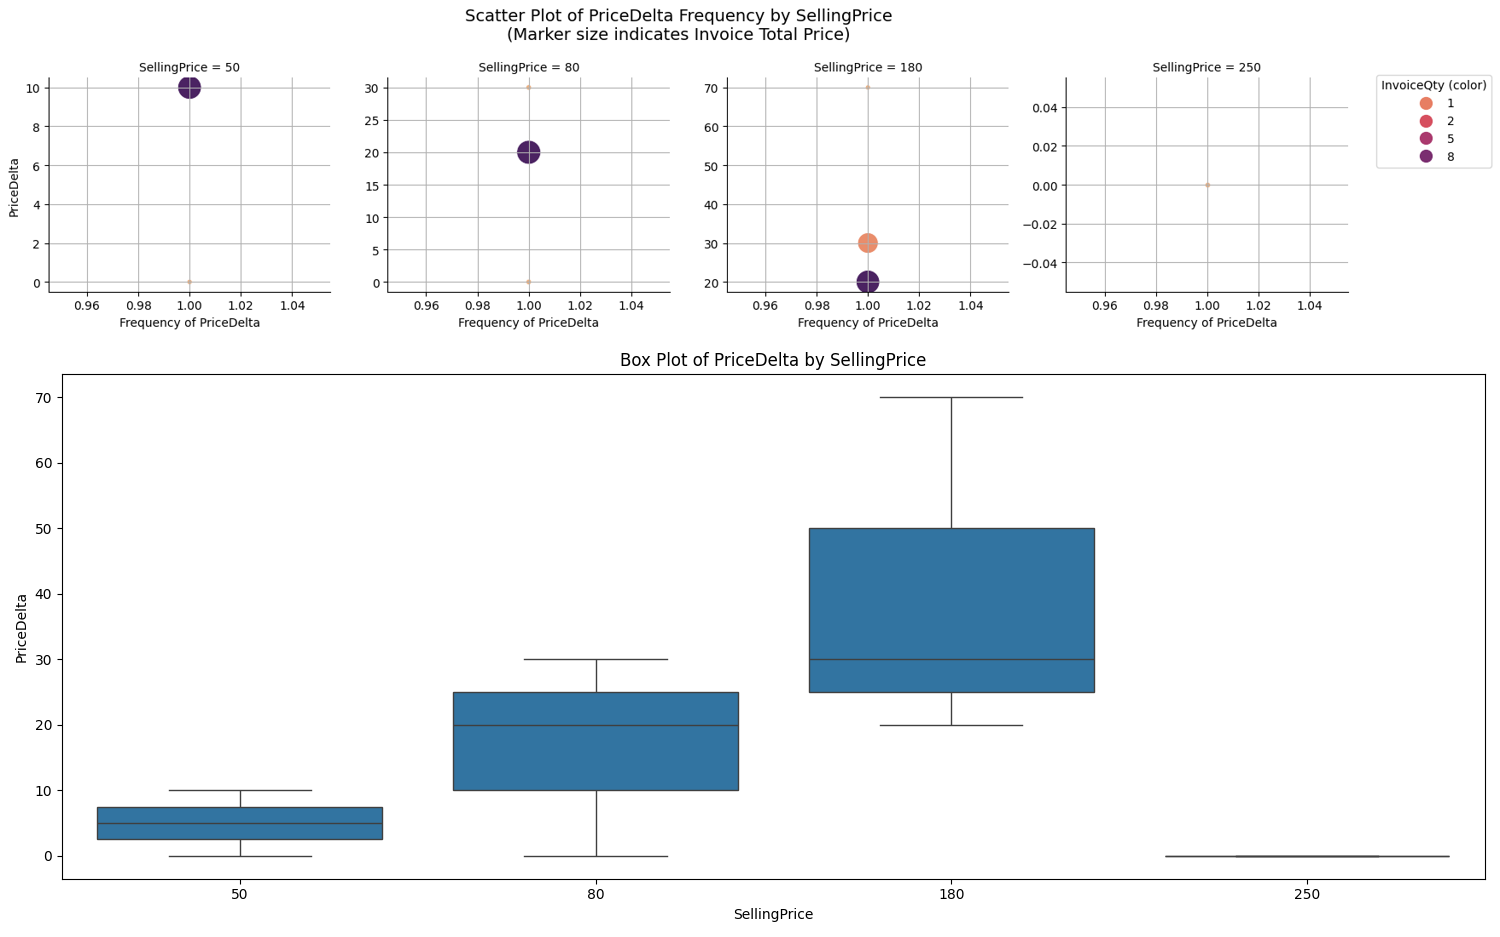 Scatter Plot of PriceDelta Frequency by SellingPrice
(Marker size indicates Invoice Total Price)
SellingPrice = 50
SellingPrice = 80
SellingPrice = 180
SellingPrice = 250
PriceDelta
10
8
6
4
2
0
0.96 0.98 1.00 1.02 1.04
Frequency of PriceDelta
30
25
20
15
10
5
0
0.96 0.98 1.00 1.02 1.04
Frequency of PriceDelta
70
60
50
40
30
20
0.96 0.98 1.00 1.02 1.04
Frequency of PriceDelta
0.04
0.02
0.00
−0.02
−0.04
0.96 0.98 1.00 1.02 1.04
Frequency of PriceDelta
InvoiceQty (color)
1
2
5
8
Box Plot of PriceDelta by SellingPrice
PriceDelta
70
60
50
40
30
20
10
0
50 80 180 250
SellingPrice